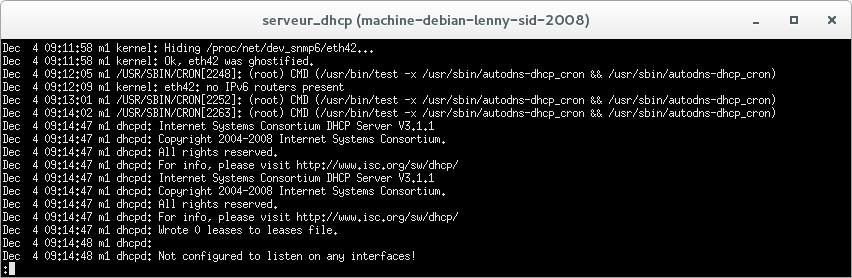 serveur_dhcp (machine-debian-lenny-sid-2008)
Dec  4 09:11:58 m1 kernel: Hiding /proc/net/dev_snmp6/eth42...
Dec  4 09:11:58 m1 kernel: Ok, eth42 was ghostified.
Dec  4 09:12:05 m1 /USR/SBIN/CRON[2248]: (root) CMD (/usr/bin/test -x /usr/sbin/autodns-dhcp_cron && /usr/sbin/autodns-dhcp_cron)
Dec  4 09:12:09 m1 kernel: eth42: no IPv6 routers present
Dec  4 09:13:01 m1 /USR/SBIN/CRON[2252]: (root) CMD (/usr/bin/test -x /usr/sbin/autodns-dhcp_cron && /usr/sbin/autodns-dhcp_cron)
Dec  4 09:14:02 m1 /USR/SBIN/CRON[2263]: (root) CMD (/usr/bin/test -x /usr/sbin/autodns-dhcp_cron && /usr/sbin/autodns-dhcp_cron)
Dec  4 09:14:47 m1 dhcpd: Internet Systems Consortium DHCP Server V3.1.1
Dec  4 09:14:47 m1 dhcpd: Copyright 2004-2008 Internet Systems Consortium.
Dec  4 09:14:47 m1 dhcpd: All rights reserved.
Dec  4 09:14:47 m1 dhcpd: For info, please visit http://www.isc.org/sw/dhcp/
Dec  4 09:14:47 m1 dhcpd: Internet Systems Consortium DHCP Server V3.1.1
Dec  4 09:14:47 m1 dhcpd: Copyright 2004-2008 Internet Systems Consortium.
Dec  4 09:14:47 m1 dhcpd: All rights reserved.
Dec  4 09:14:47 m1 dhcpd: For info, please visit http://www.isc.org/sw/dhcp/
Dec  4 09:14:47 m1 dhcpd: Wrote 0 leases to leases file.
Dec  4 09:14:48 m1 dhcpd:
Dec  4 09:14:48 m1 dhcpd: Not configured to listen on any interfaces!
: